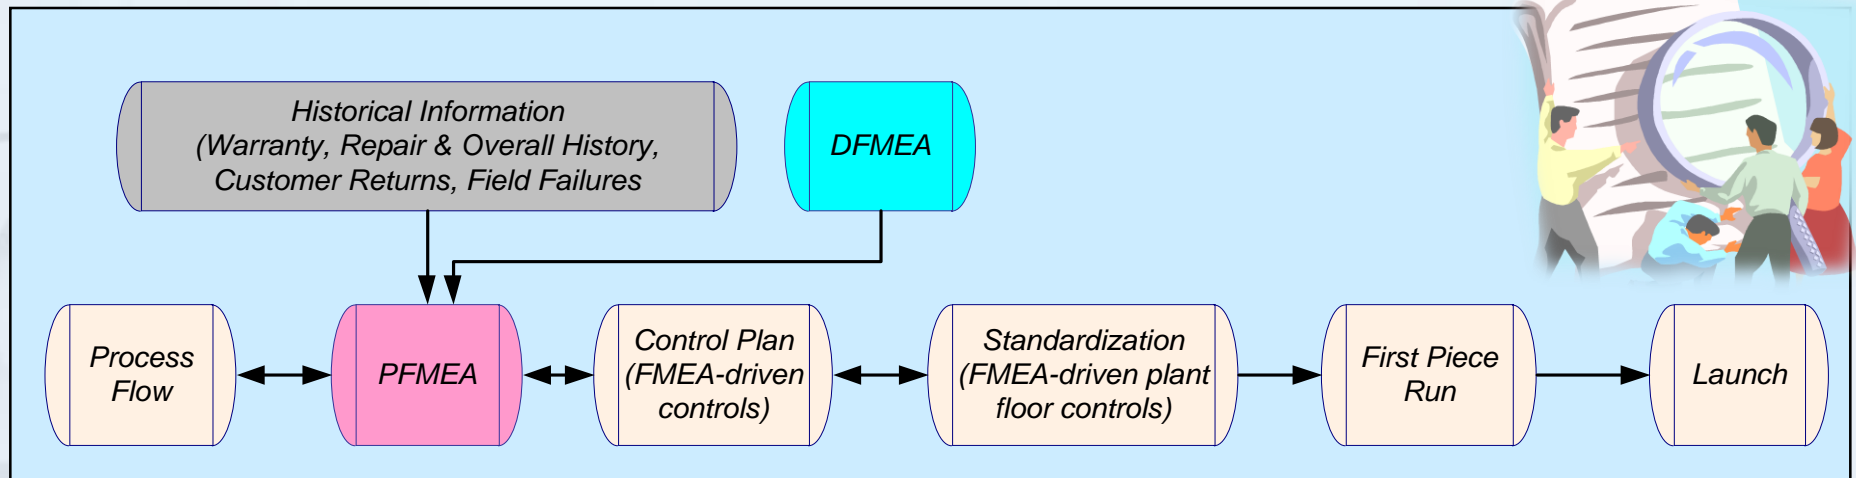 Historical Information
(Warranty, Repair & Overall History,
Customer Returns, Field Failures
DFMEA
Process
Flow
PFMEA
Control Plan
(FMEA-driven
controls)
Standardization
(FMEA-driven plant
floor controls)
First Piece
Run
Launch